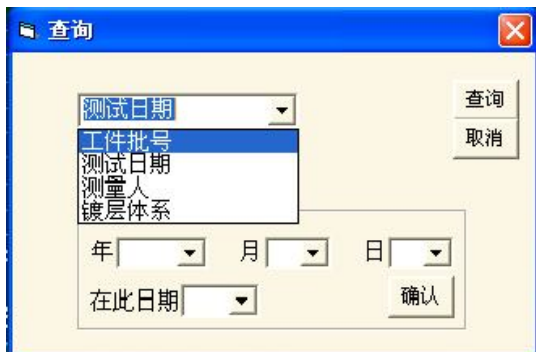 查询
测试日期
查询
工件批号
取消
测试日期
测量人
镀层体系
年 月 日
在此日期 确认